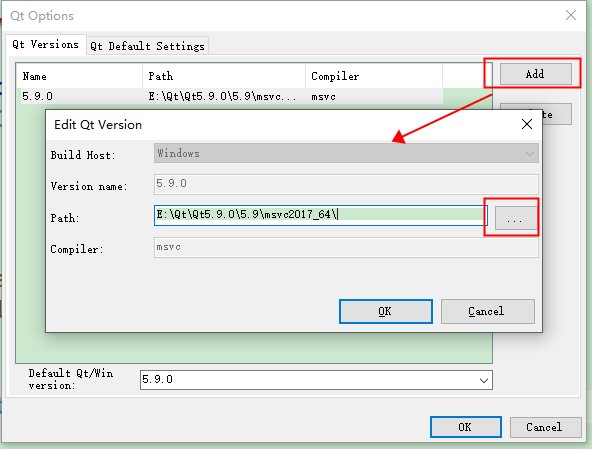 Qt Options
Qt Versions Qt Default Settings
Name Path Compiler
5.9.0 E:\Qt\Qt5.9.0\5.9\msvc... msvc
Add
Edit Qt Version
Build Host: Windows
Version name: 5.9.0
Path: E:\Qt\Qt5.9.0\5.9\msvc2017_64\
...
Compiler: msvc
OK Cancel
Default Qt/Win version: 5.9.0
OK Cancel